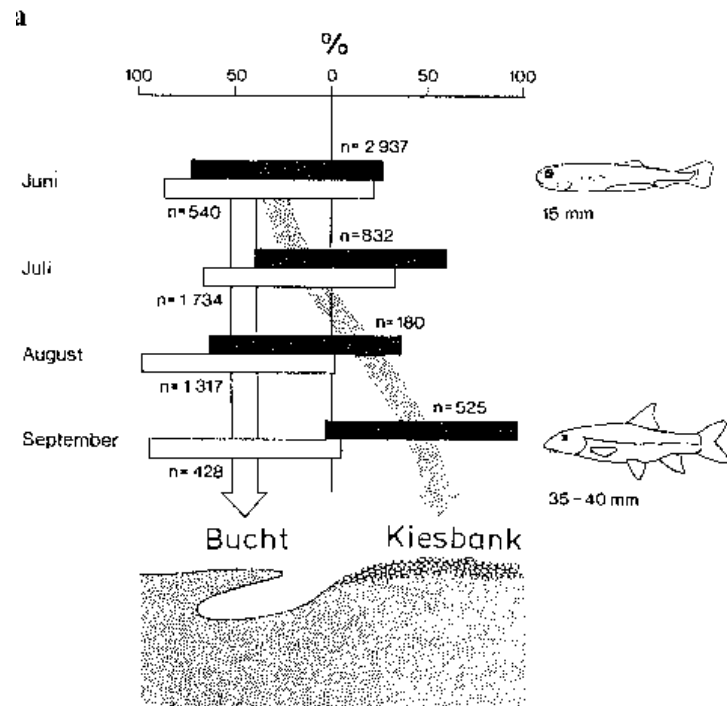 a
%
100 50 0 50 100
n= 2 937
Juni
15 mm
n=540
n=832
Juli
n=1 734
n=180
August
n=1 317
n=525
September
n=428
35-40 mm
Bucht Kiesbank